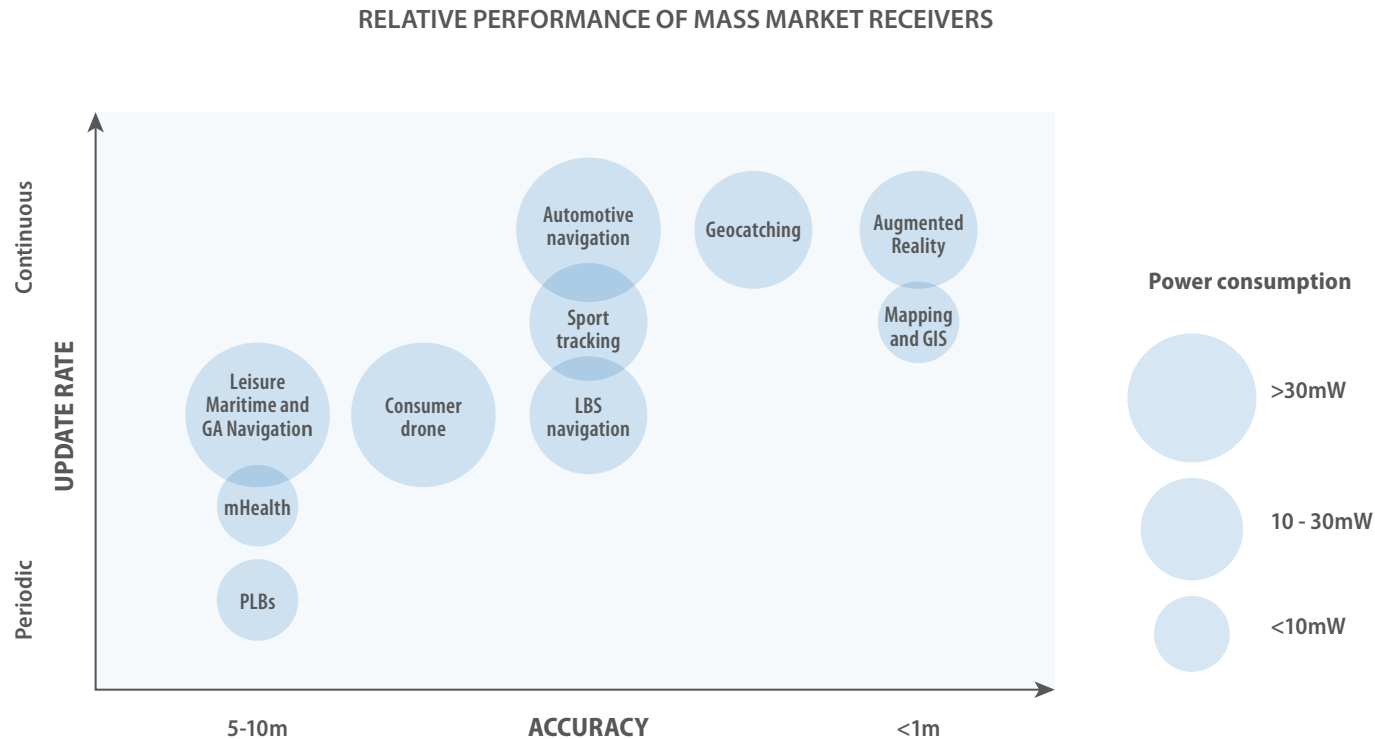 RELATIVE PERFORMANCE OF MASS MARKET RECEIVERS
Continuous
UPDATE RATE
Periodic
Automotive
navigation
Geocatching
Augmented
Reality
Sport
tracking
Mapping
and GIS
Leisure
Maritime and
GA Navigation
Consumer
drone
LBS
navigation
mHealth
PLBs
5-10m
ACCURACY
<1m
Power consumption
>30mW
10 - 30mW
<10mW